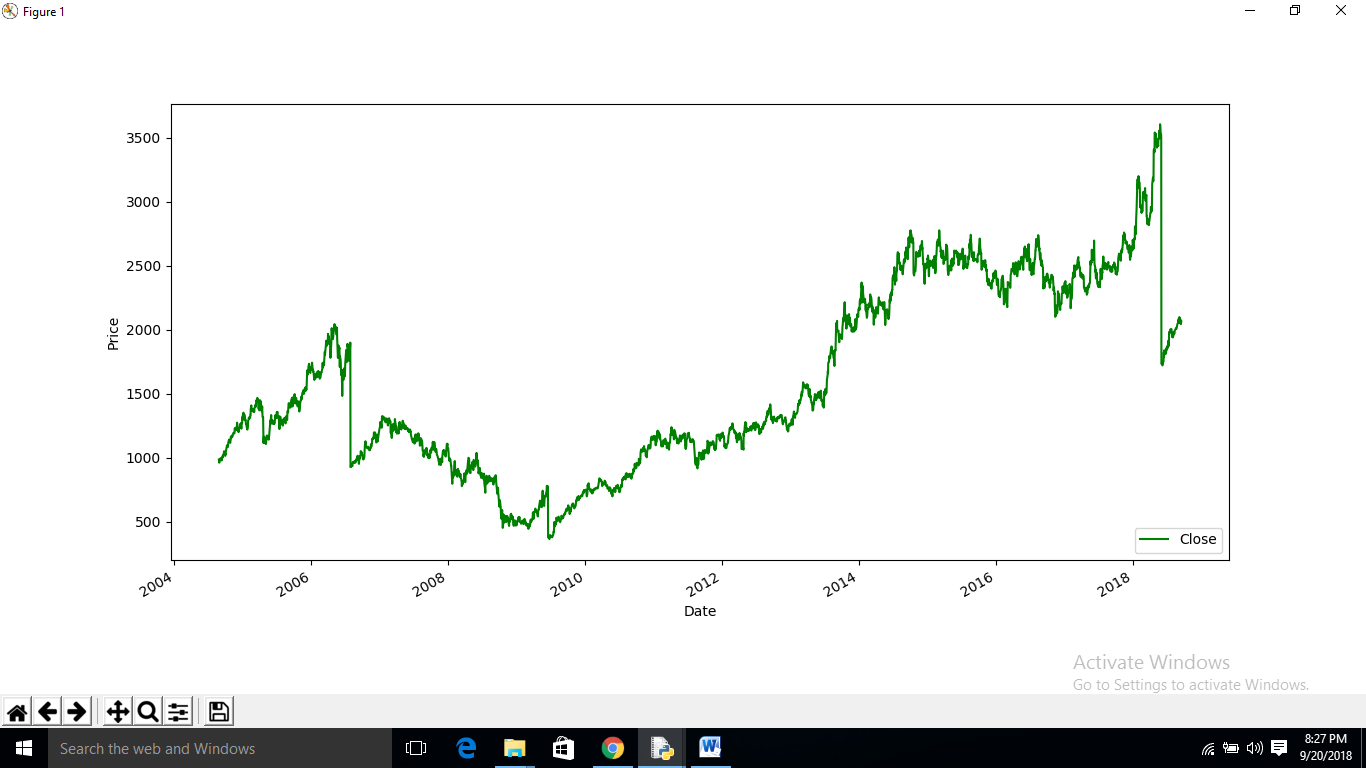 Figure 1
3500
3000
2500
2000
1500
1000
500
Price
Close
2004 2006 2008 2010 2012 2014 2016 2018
Date
Activate Windows
Go to Settings to activate Windows.
Search the web and Windows
8:27 PM
9/20/2018